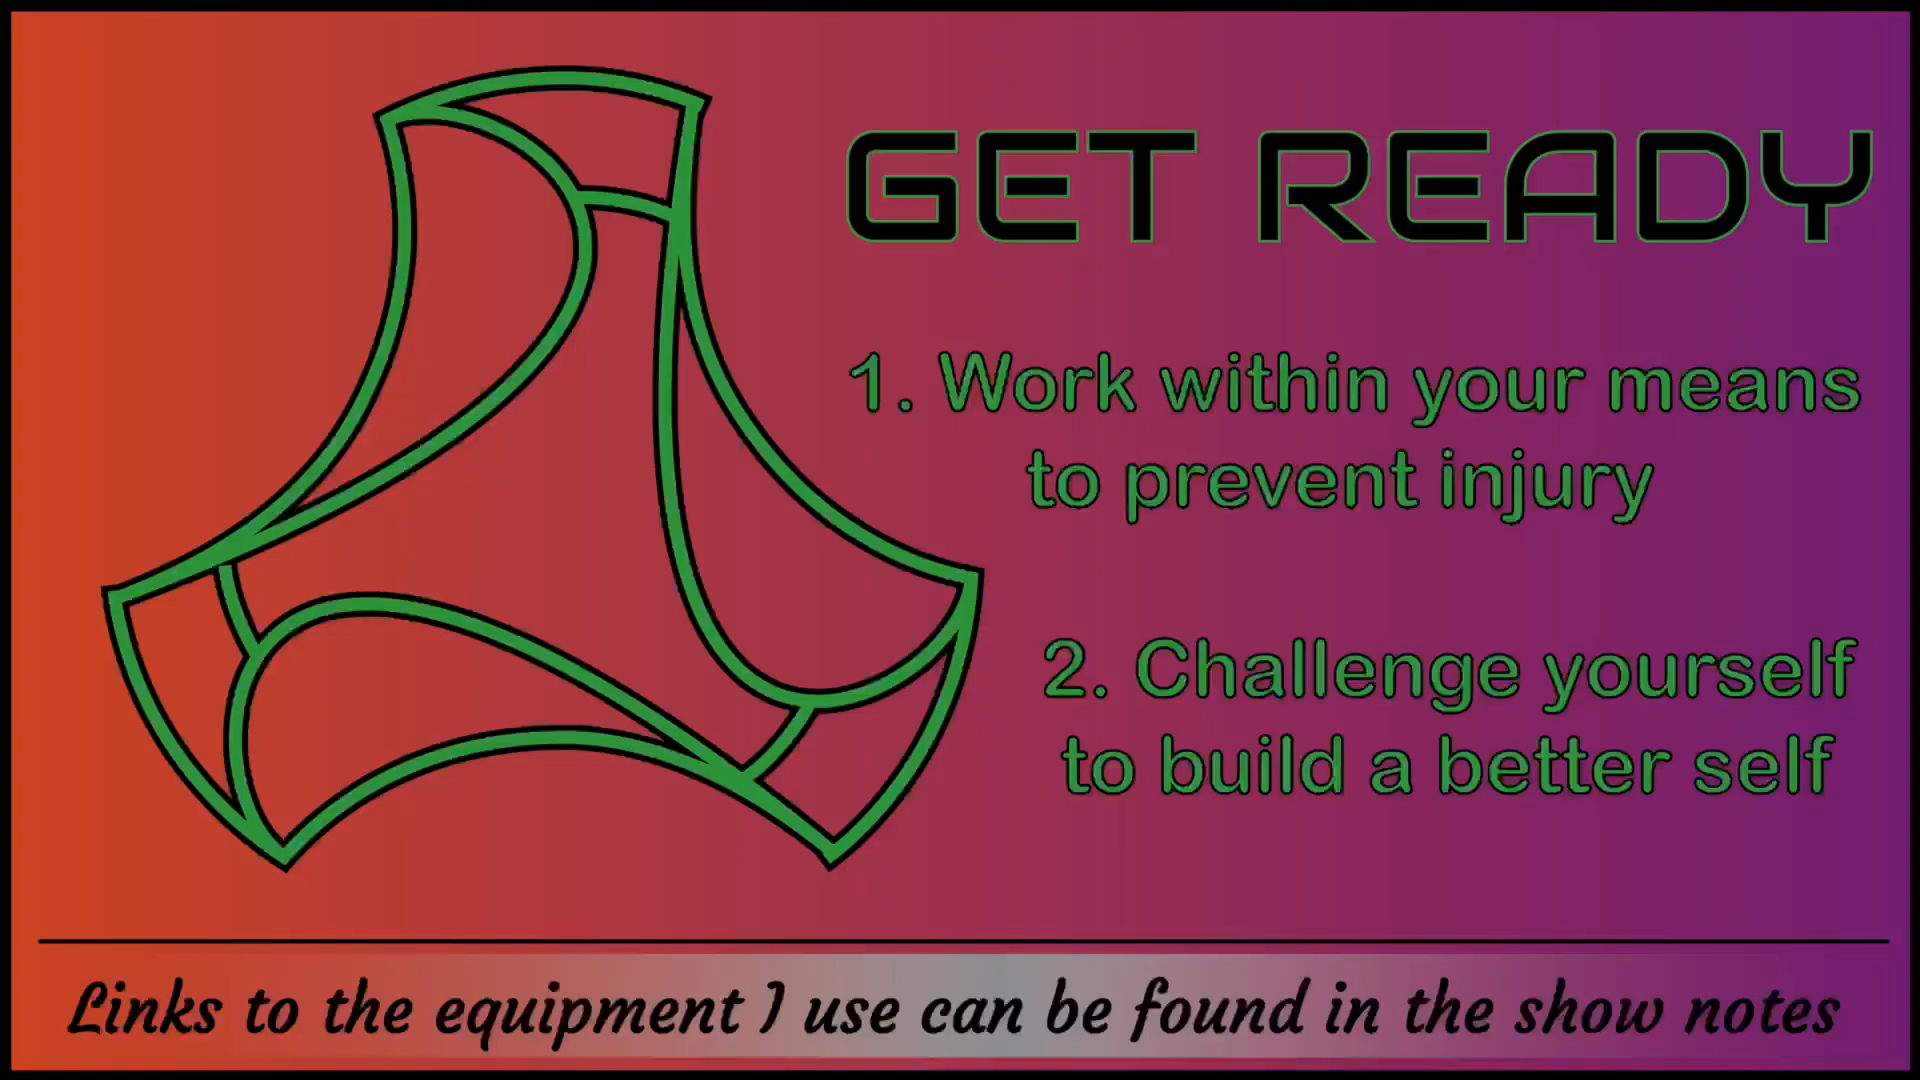 GET READY
1. Work within your means
to prevent injury
2. Challenge yourself
to build a better self
Links to the equipment I use can be found in the show notes